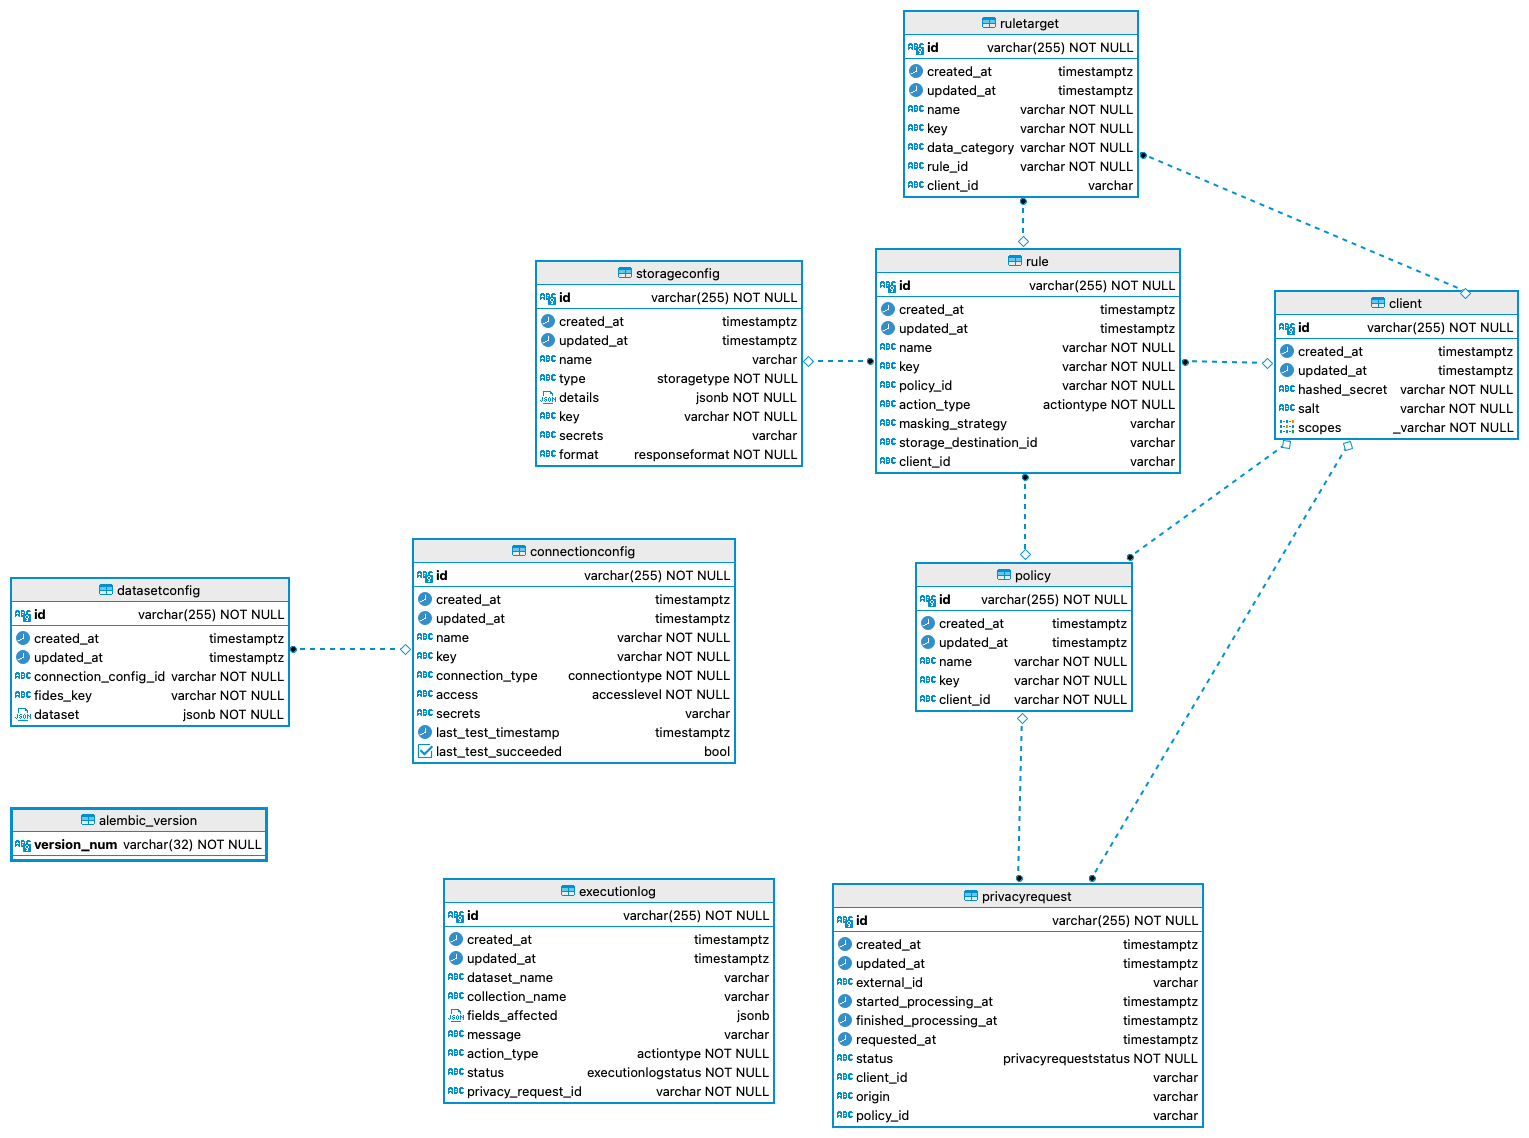 ruletarget
id varchar(255) NOT NULL
created_at timestamptz
updated_at timestamptz
name varchar NOT NULL
key varchar NOT NULL
data_category varchar NOT NULL
rule_id varchar NOT NULL
client_id varchar
storageconfig
id varchar(255) NOT NULL
created_at timestamptz
updated_at timestamptz
name varchar
type storagetype NOT NULL
details jsonb NOT NULL
key varchar NOT NULL
secrets varchar
format responseformat NOT NULL
rule
id varchar(255) NOT NULL
created_at timestamptz
updated_at timestamptz
name varchar NOT NULL
key varchar NOT NULL
policy_id varchar NOT NULL
action_type actiontype NOT NULL
masking_strategy varchar
storage_destination_id varchar
client_id varchar
client
id varchar(255) NOT NULL
created_at timestamptz
updated_at timestamptz
hashed_secret varchar NOT NULL
salt varchar NOT NULL
scopes _varchar NOT NULL
datasetconfig
id varchar(255) NOT NULL
created_at timestamptz
updated_at timestamptz
connection_config_id varchar NOT NULL
fides_key varchar NOT NULL
dataset jsonb NOT NULL
connectionconfig
id varchar(255) NOT NULL
created_at timestamptz
updated_at timestamptz
name varchar NOT NULL
key varchar NOT NULL
connection_type connectiontype NOT NULL
access accesslevel NOT NULL
secrets varchar
last_test_timestamp timestamptz
last_test_succeeded bool
policy
id varchar(255) NOT NULL
created_at timestamptz
updated_at timestamptz
name varchar NOT NULL
key varchar NOT NULL
client_id varchar NOT NULL
alembic_version
version_num varchar(32) NOT NULL
executionlog
id varchar(255) NOT NULL
created_at timestamptz
updated_at timestamptz
dataset_name varchar
collection_name varchar
fields_affected jsonb
message varchar
action_type actiontype NOT NULL
status executionlogstatus NOT NULL
privacy_request_id varchar NOT NULL
privacyrequest
id varchar(255) NOT NULL
created_at timestamptz
updated_at timestamptz
external_id varchar
started_processing_at timestamptz
finished_processing_at timestamptz
requested_at timestamptz
status privacyrequeststatus NOT NULL
client_id varchar
origin varchar
policy_id varchar